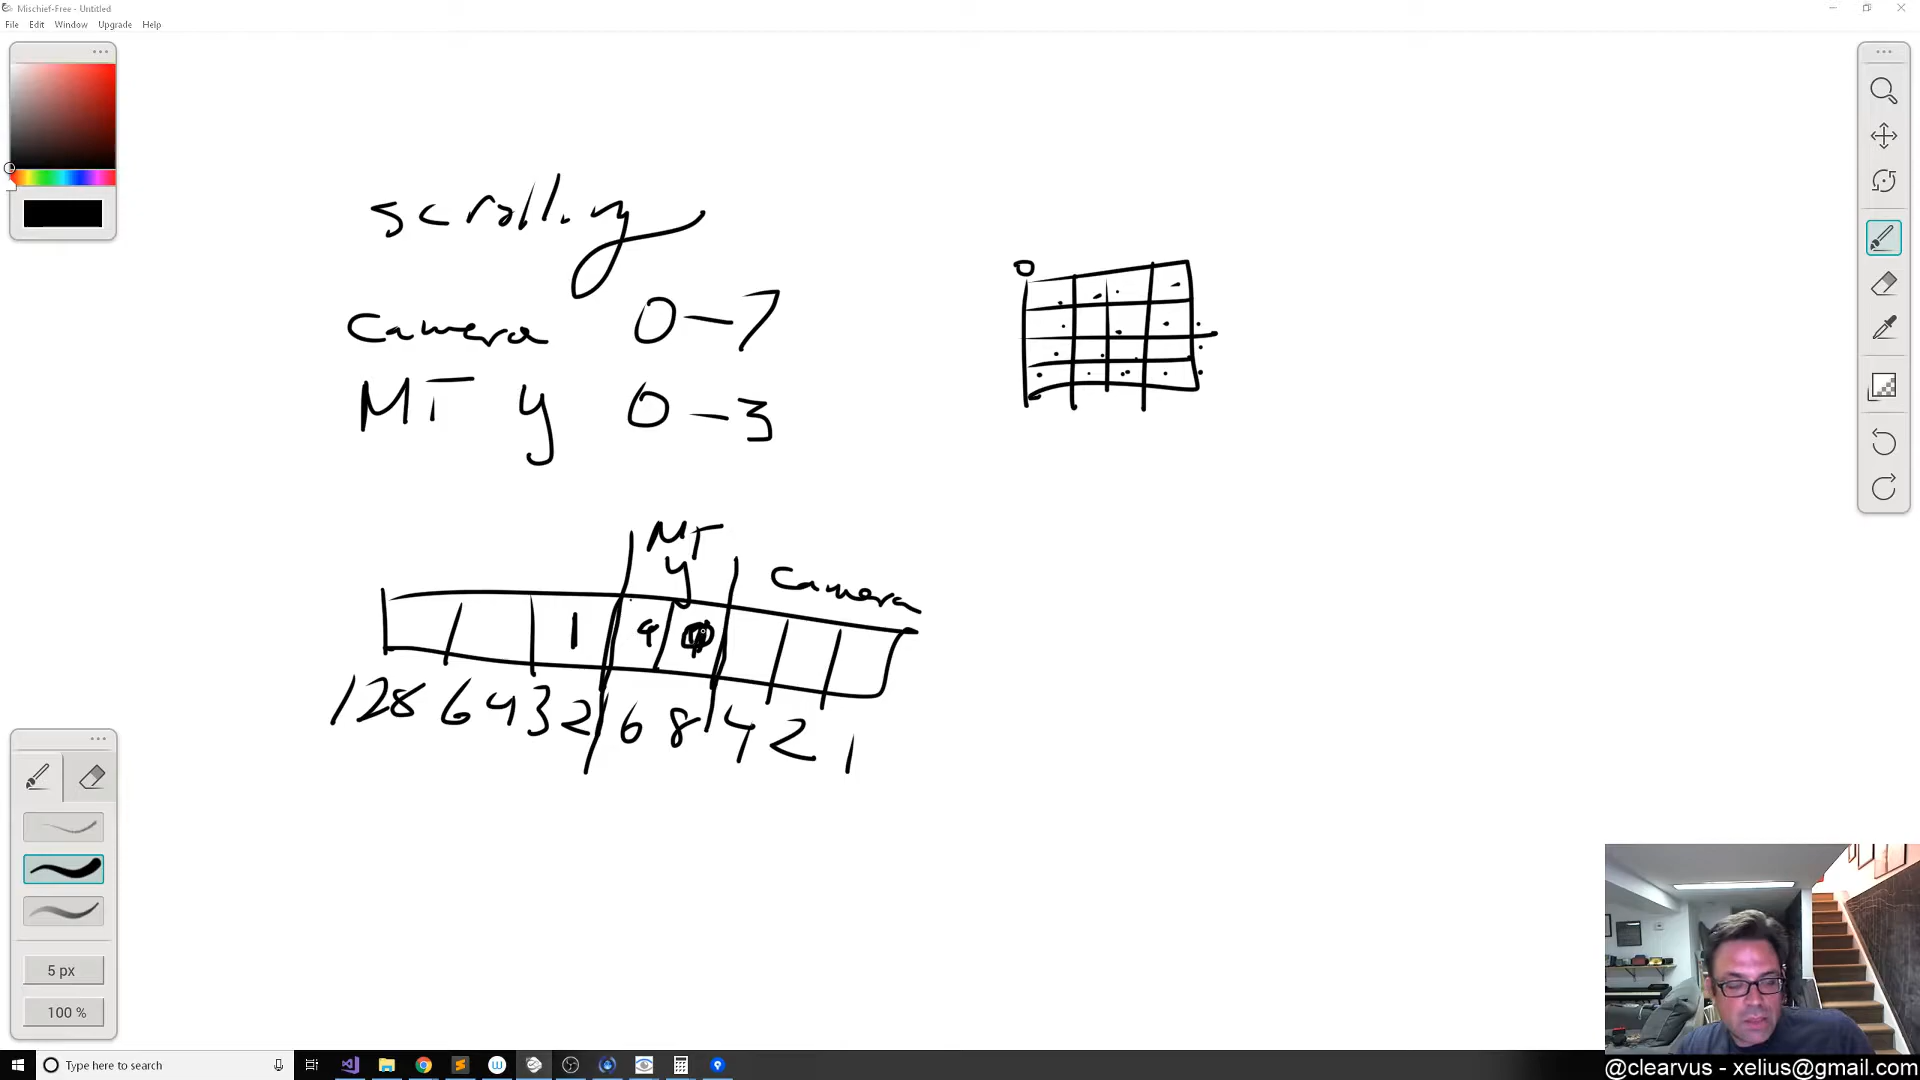 Mischief-Free - Untitled
File Edit Window Upgrade Help
scrolling
camera 0-7
MT y 0-3
0
MT
y
camera
1 4
128 64 32 16 8 4 2 1
5 px
100 %
Type here to search
@clearvus - xelius@gmail.com